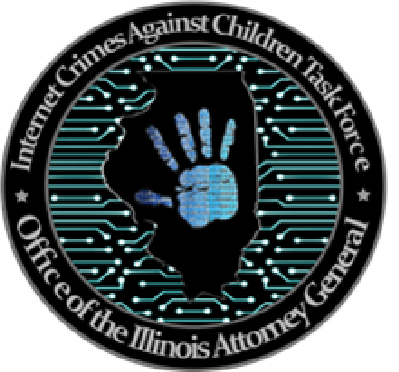 Internet Crimes Against Children Task Force
Office of the Illinois Attorney General